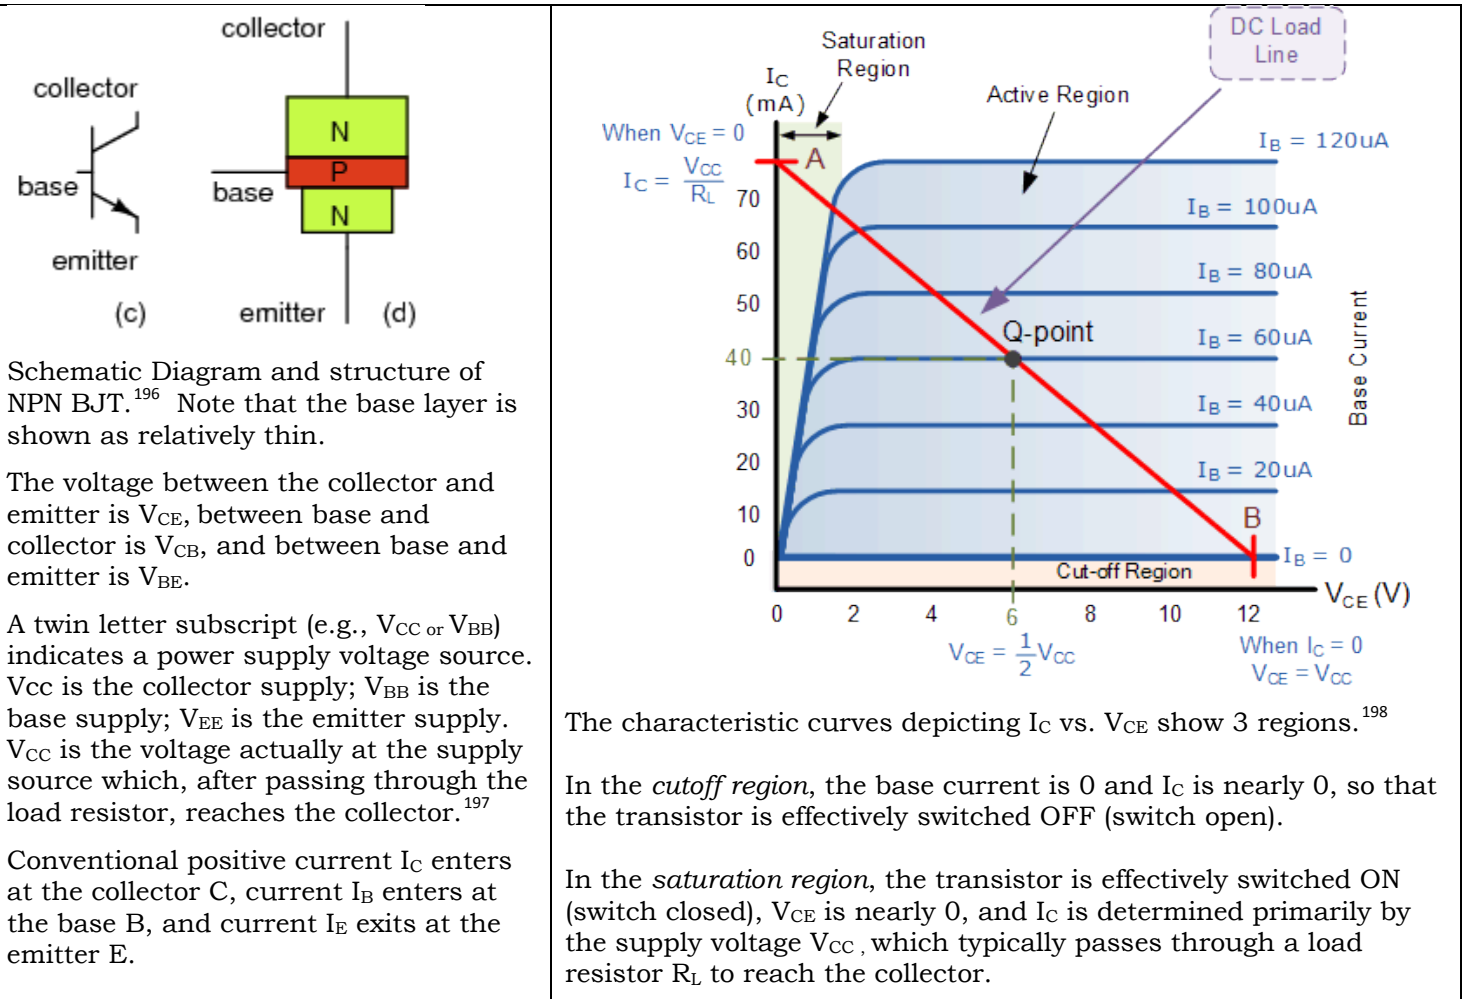 collector
collector
N
P
base
base
N
emitter
emitter
(c)
(d)
Schematic Diagram and structure of
NPN BJT.196 Note that the base layer is
shown as relatively thin.
The voltage between the collector and
emitter is VCE, between base and
collector is VCB, and between base and
emitter is VBE.
A twin letter subscript (e.g., VCC or VBB)
indicates a power supply voltage source.
Vcc is the collector supply; VBB is the
base supply; VEE is the emitter supply.
VCC is the voltage actually at the supply
source which, after passing through the
load resistor, reaches the collector.197
Conventional positive current IC enters
at the collector C, current IB enters at
the base B, and current IE exits at the
emitter E.
DC Load
Line
Saturation
Region
IC
(mA)
Active Region
When VCE = 0
IC = VCC/RL
A
IB = 120uA
70
IB = 100uA
60
IB = 80uA
50
Q-point
IB = 60uA
40
IB = 40uA
30
Base Current
20
IB = 20uA
10
B
0
IB = 0
Cut-off Region
VCE (V)
0 2 4 6 8 10 12
VCE = 1/2 VCC
When IC = 0
VCE = VCC
The characteristic curves depicting IC vs. VCE show 3 regions.198
In the cutoff region, the base current is 0 and IC is nearly 0, so that
the transistor is effectively switched OFF (switch open).
In the saturation region, the transistor is effectively switched ON
(switch closed), VCE is nearly 0, and IC is determined primarily by
the supply voltage VCC , which typically passes through a load
resistor RL to reach the collector.